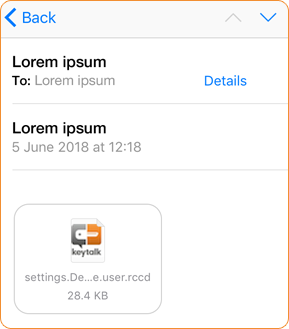 Back
Lorem ipsum
To: Lorem ipsum Details
Lorem ipsum
5 June 2018 at 12:18
keytalk
settings.De...e.user.rccd
28.4 KB